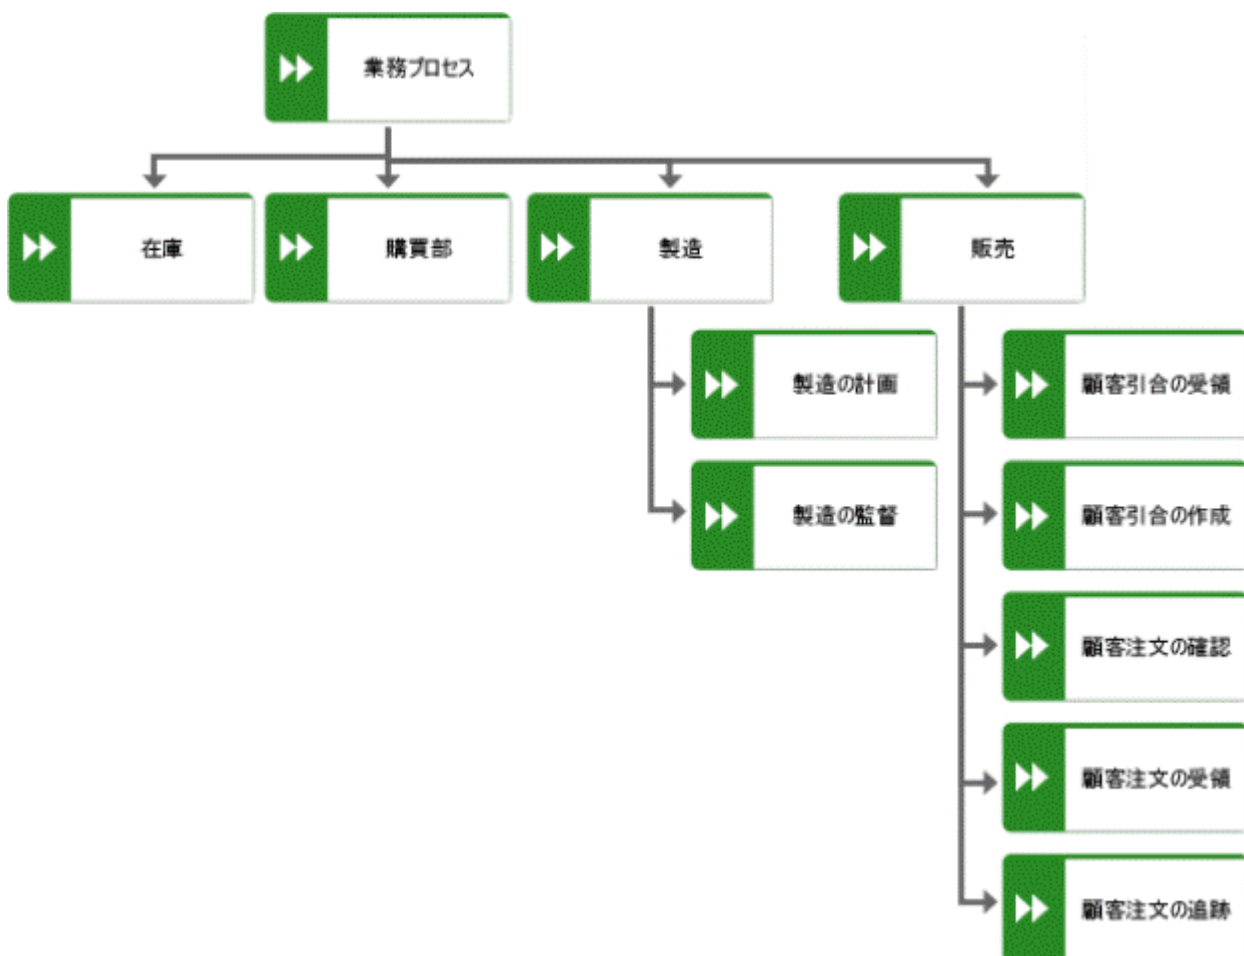 業務プロセス
在庫
購買部
製造
販売
製造の計画
製造の監督
顧客引合の受領
顧客引合の作成
顧客注文の確認
顧客注文の受領
顧客注文の追跡